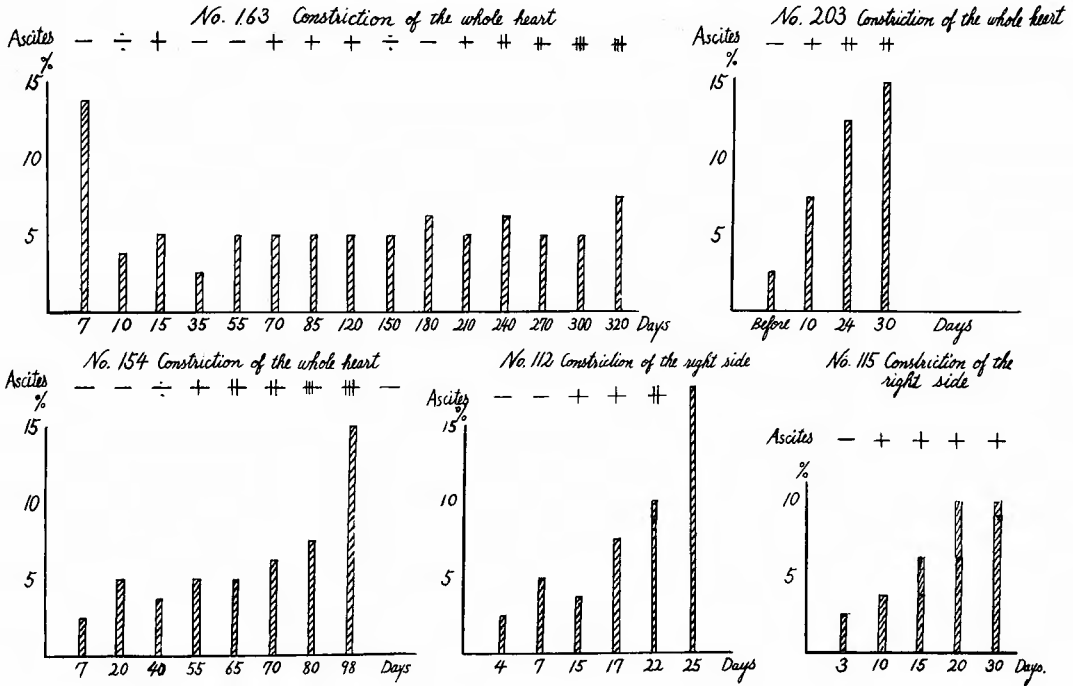 No. 163 Constriction of the whole heart
Ascites — ÷ + — — + + + ÷ — + ⧺ ⧺ ⧻ ⧻
%
15
10
5
7 10 15 35 55 70 85 120 150 180 210 240 270 300 320 Days
No. 203 Constriction of the whole heart
Ascites — + ⧺ ⧺
%
15
10
5
Before 10 24 30 Days
No. 154 Constriction of the whole heart
Ascites — — ÷ + ⧺ ⧺ ⧻ ⧻ —
%
15
10
5
7 20 40 55 65 70 80 98 Days
No. 112 Constriction of the right side
Ascites — — + + ⧺
%
15
10
5
4 7 15 17 22 25 Days
No. 115 Constriction of the
right side
Ascites — + + + +
%
10
5
3 10 15 20 30 Days.